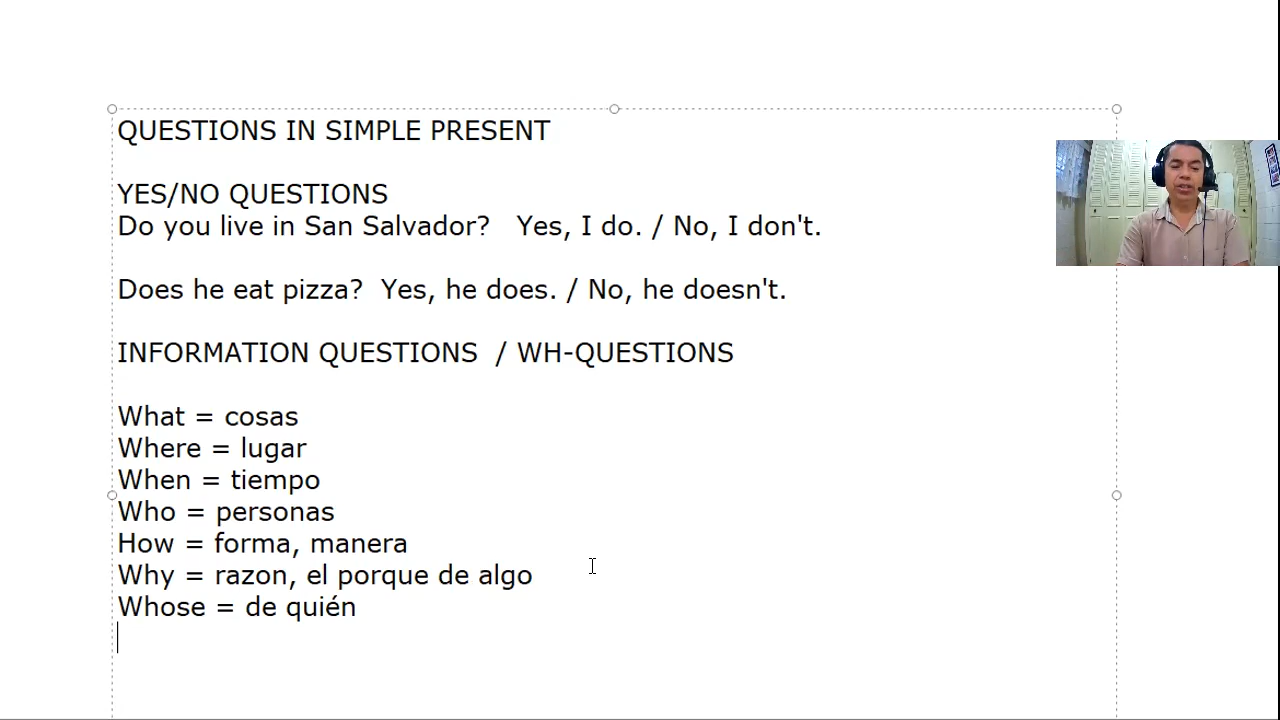 QUESTIONS IN SIMPLE PRESENT
YES/NO QUESTIONS
Do you live in San Salvador?   Yes, I do. / No, I don't.
Does he eat pizza?  Yes, he does. / No, he doesn't.
INFORMATION QUESTIONS  / WH-QUESTIONS
What = cosas
Where = lugar
When = tiempo
Who = personas
How = forma, manera
Why = razon, el porque de algo
Whose = de quién